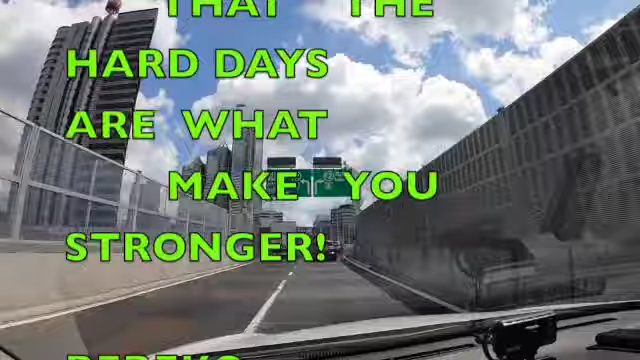 THAT THE
HARD DAYS
ARE WHAT
MAKE YOU
STRONGER!